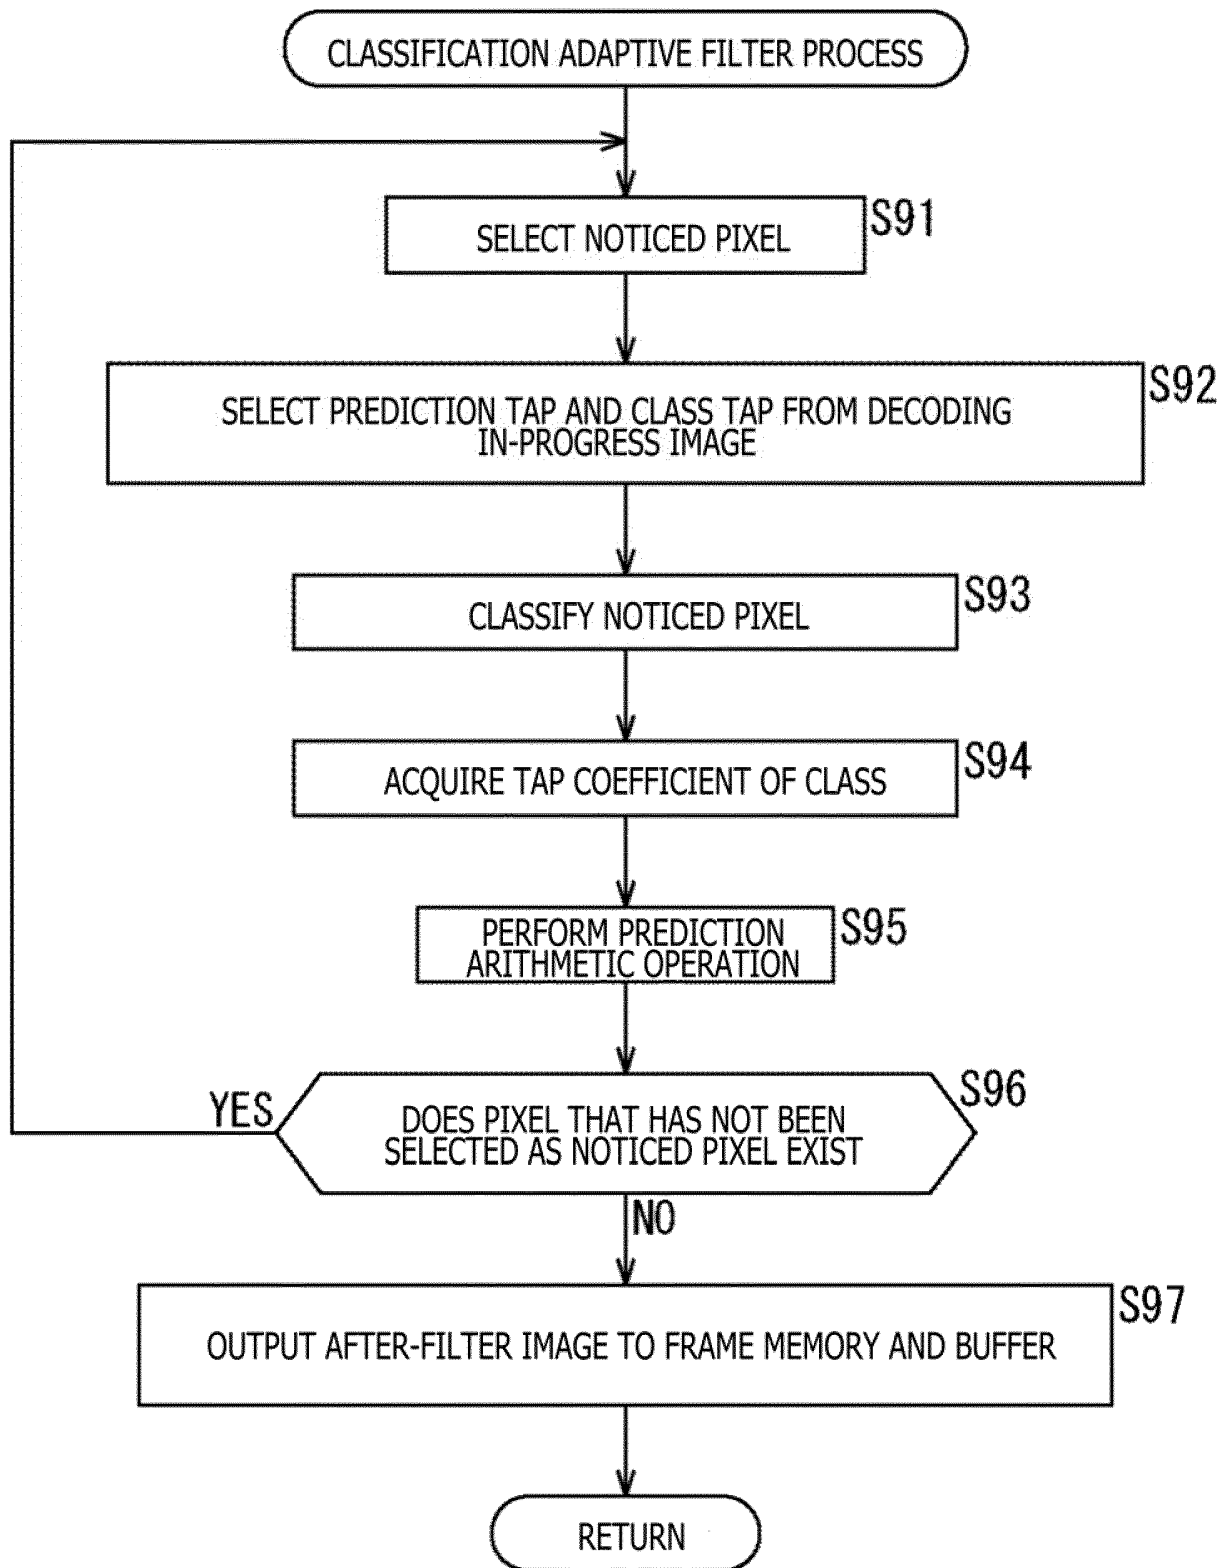 CLASSIFICATION ADAPTIVE FILTER PROCESS
SELECT NOTICED PIXEL
S91
SELECT PREDICTION TAP AND CLASS TAP FROM DECODING
IN-PROGRESS IMAGE
S92
CLASSIFY NOTICED PIXEL
S93
ACQUIRE TAP COEFFICIENT OF CLASS
S94
PERFORM PREDICTION
ARITHMETIC OPERATION
S95
DOES PIXEL THAT HAS NOT BEEN
SELECTED AS NOTICED PIXEL EXIST
S96
YES
NO
OUTPUT AFTER-FILTER IMAGE TO FRAME MEMORY AND BUFFER
S97
RETURN